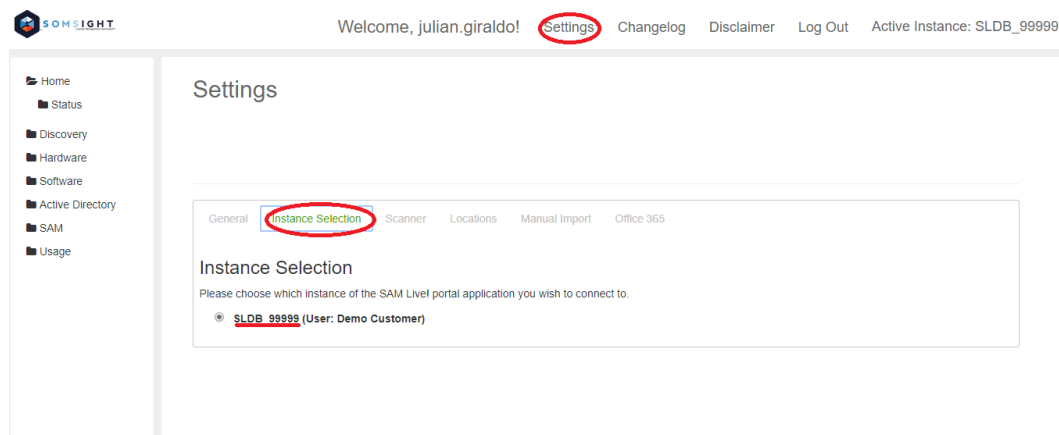 SOMSIGHT
Welcome, julian.giraldo! Settings Changelog Disclaimer Log Out Active Instance: SLDB_99999
Home
Status
Discovery
Hardware
Software
Active Directory
SAM
Usage
Settings
General Instance Selection Scanner Locations Manual Import Office 365
Instance Selection
Please choose which instance of the SAM Live! portal application you wish to connect to.
SLDB_99999 (User: Demo Customer)